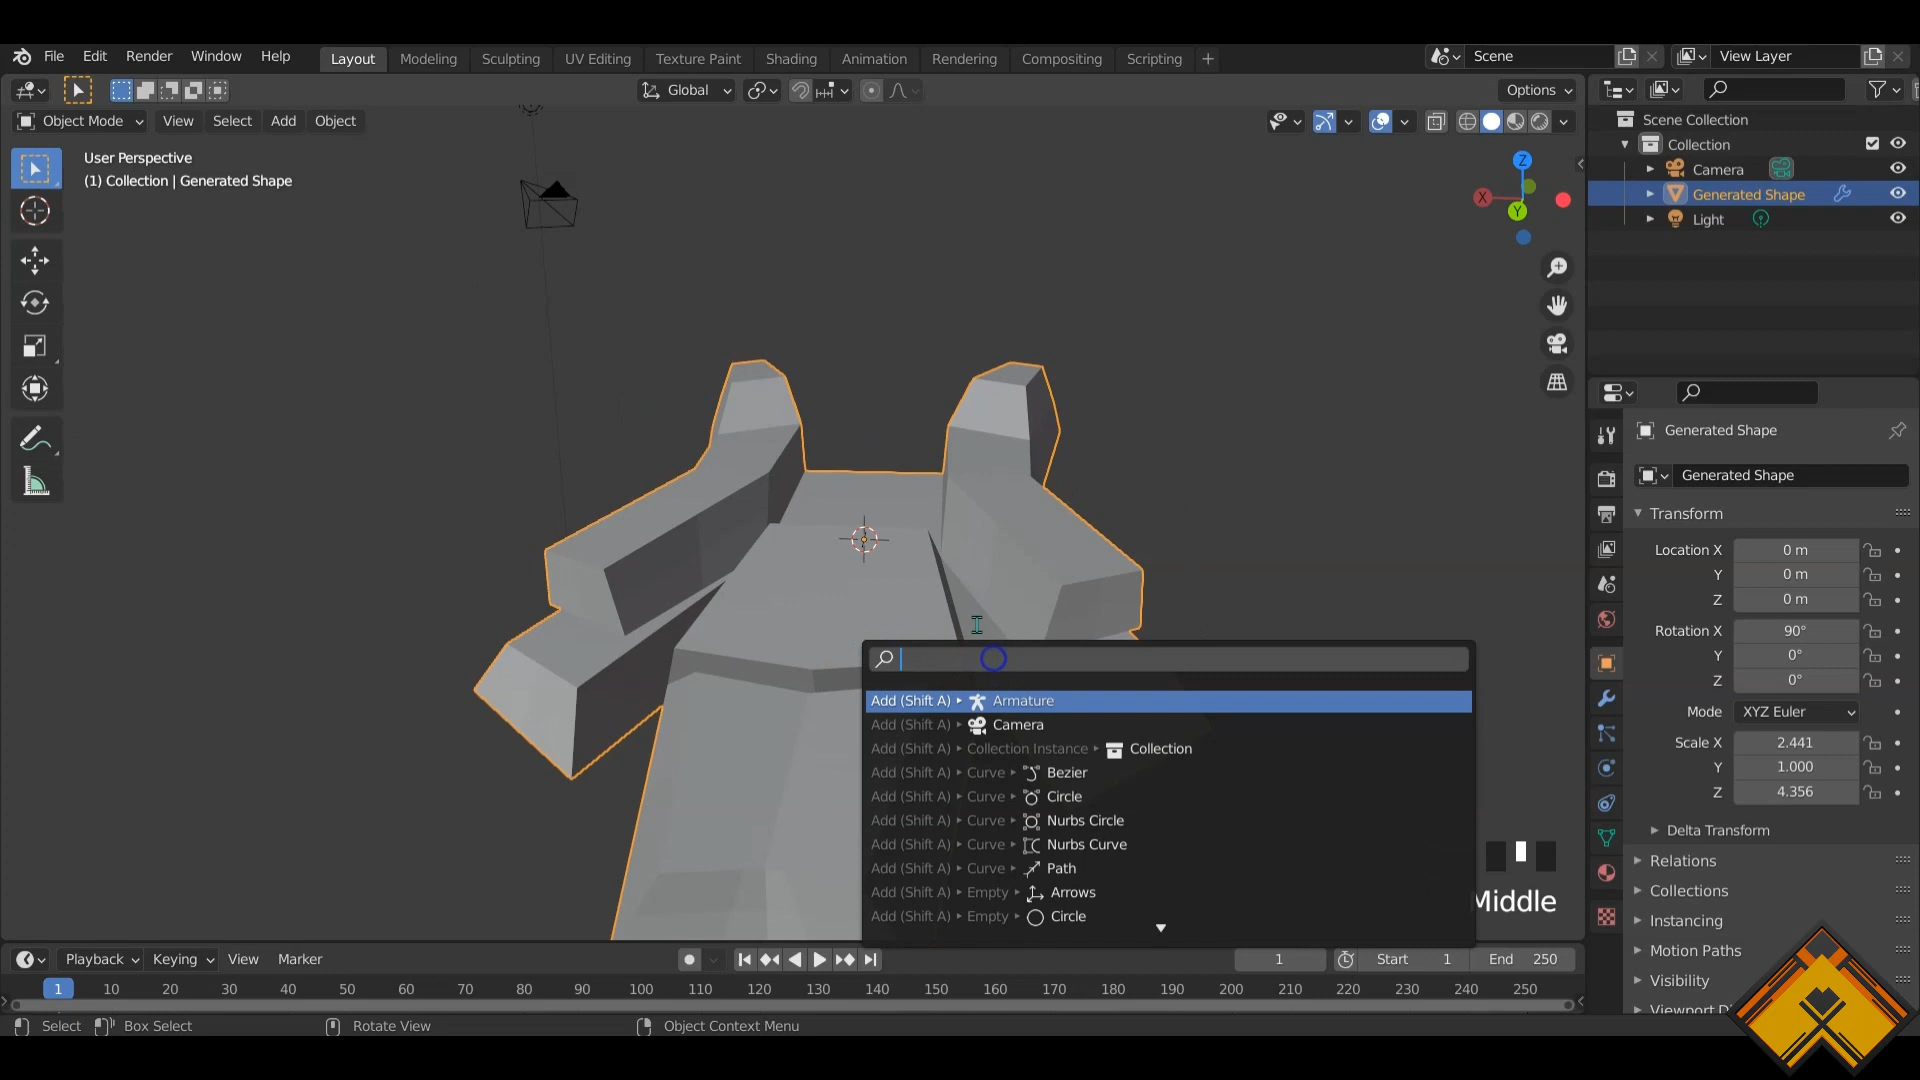 File Edit Render Window Help
Layout Modeling Sculpting UV Editing Texture Paint Shading Animation Rendering Compositing Scripting +
Scene
View Layer
Global
Options
Object Mode View Select Add Object
User Perspective
(1) Collection | Generated Shape
Z
X
Y
Scene Collection
Collection
Camera
Generated Shape
Light
Generated Shape
Generated Shape
Transform
Location X 0 m
Y 0 m
Z 0 m
Rotation X 90°
Y 0°
Z 0°
Mode XYZ Euler
Scale X 2.441
Y 1.000
Z 4.356
Delta Transform
Relations
Collections
Instancing
Motion Paths
Visibility
Add (Shift A) Armature
Add (Shift A) Camera
Add (Shift A) Collection Instance Collection
Add (Shift A) Curve Bezier
Add (Shift A) Curve Circle
Add (Shift A) Curve Nurbs Circle
Add (Shift A) Curve Nurbs Curve
Add (Shift A) Curve Path
Add (Shift A) Empty Arrows
Add (Shift A) Empty Circle
Middle
Playback Keying View Marker
1 Start 1 End 250
1 10 20 30 40 50 60 70 80 90 100 110 120 130 140 150 160 170 180 190 200 210 220 230 240 250
Select Box Select Rotate View Object Context Menu